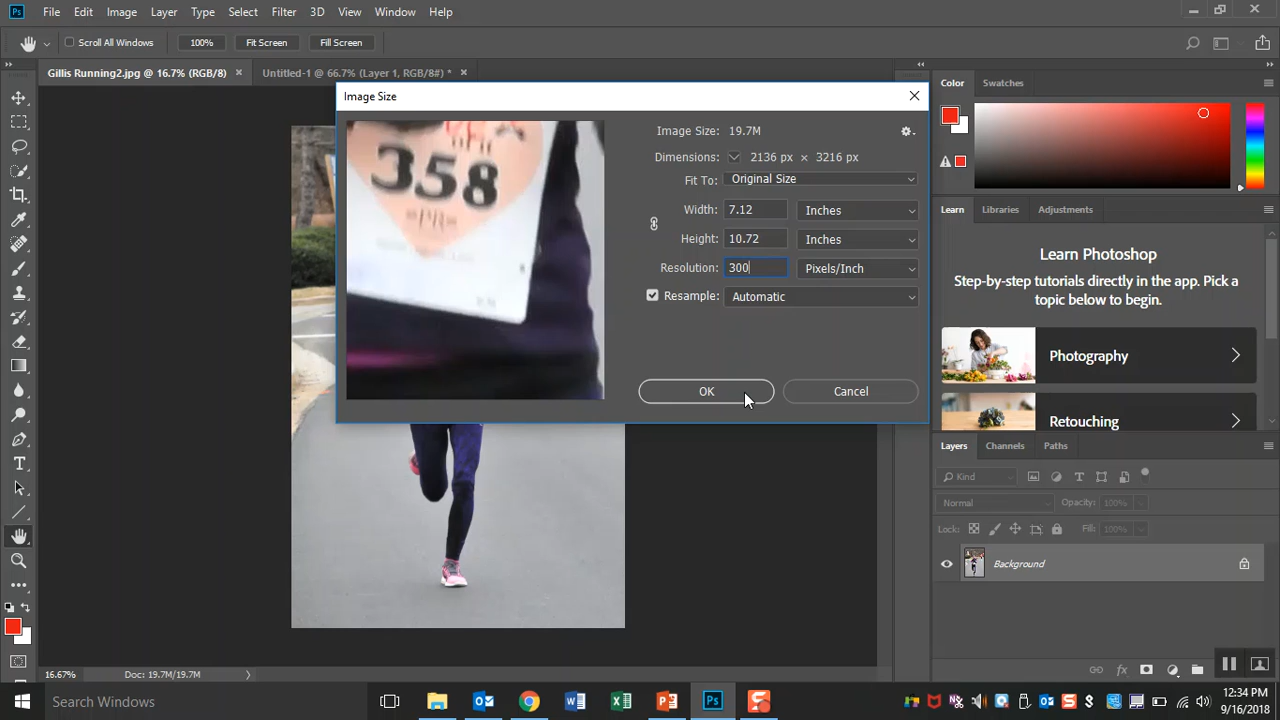 Ps File Edit Image Layer Type Select Filter 3D View Window Help
Scroll All Windows 100% Fit Screen Fill Screen
Gillis Running2.jpg @ 16.7% (RGB/8) × Untitled-1 @ 66.7% (Layer 1, RGB/8#) * ×
Image Size
358
"PR"
Image Size: 19.7M
Dimensions: 2136 px × 3216 px
Fit To: Original Size
Width: 7.12 Inches
Height: 10.72 Inches
Resolution: 300 Pixels/Inch
Resample: Automatic
OK Cancel
Color Swatches
Learn Libraries Adjustments
Learn Photoshop
Step-by-step tutorials directly in the app. Pick a
topic below to begin.
Photography
Retouching
Layers Channels Paths
Kind
Normal Opacity: 100%
Lock: Fill: 100%
Background
16.67% Doc: 19.7M/19.7M
Search Windows
Ps
12:34 PM
9/16/2018